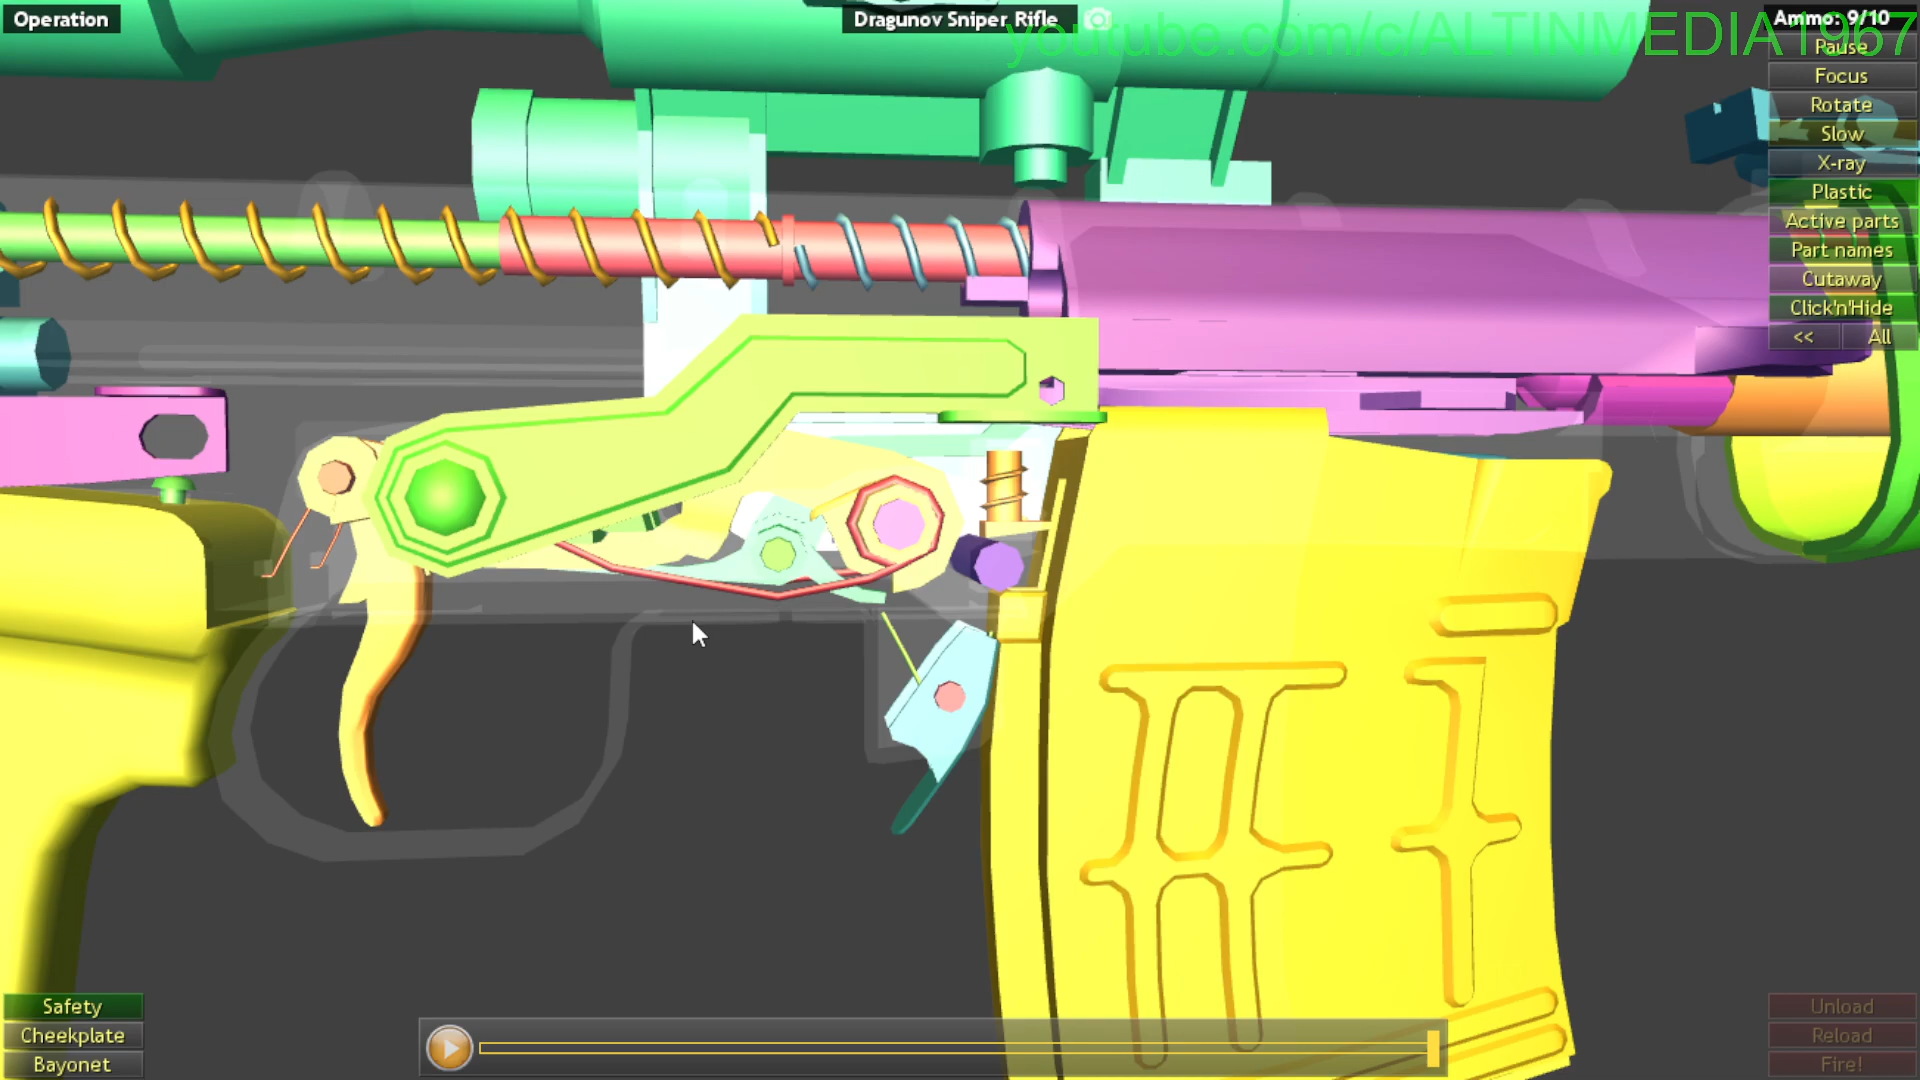 Operation
Dragunov Sniper Rifle
Ammo: 9/10
youtube.com/c/ALTINMEDIA1967
Pause
Focus
Rotate
Slow
X-ray
Plastic
Active parts
Part names
Cutaway
Click'n'Hide
<< All
Safety
Cheekplate
Bayonet
Unload
Reload
Fire!